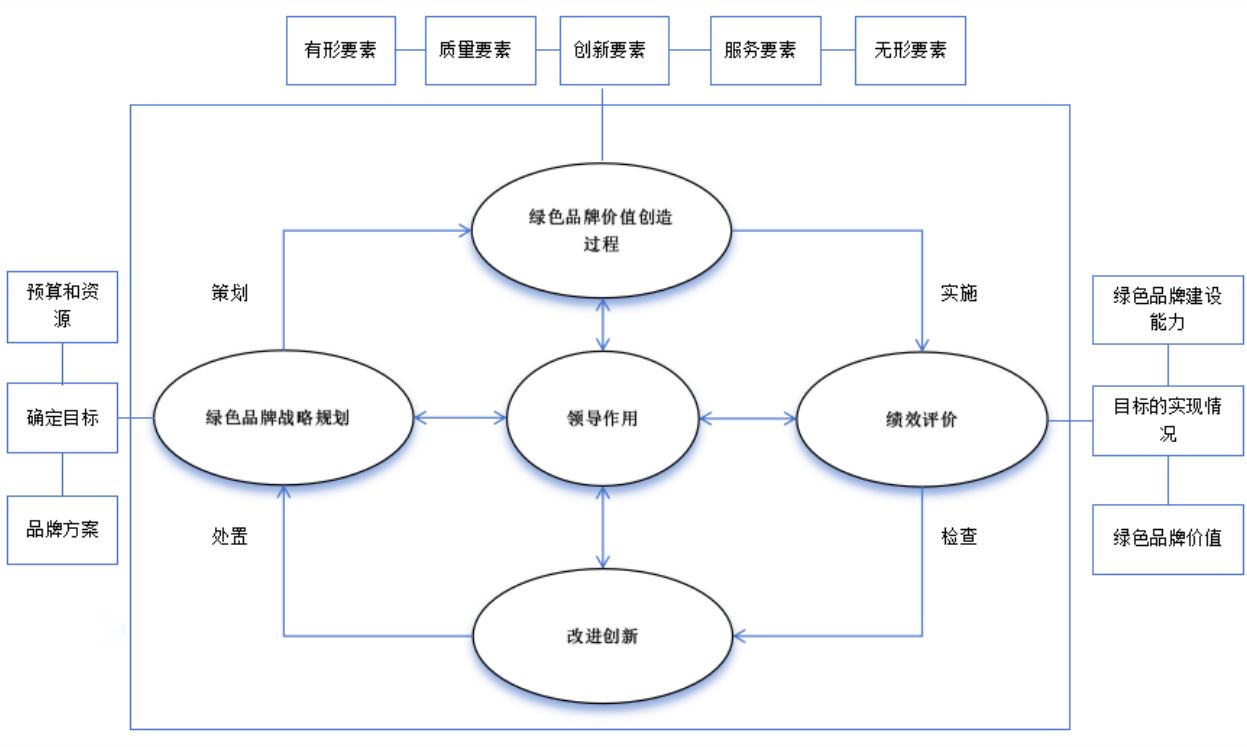 有形要素
质量要素
创新要素
服务要素
无形要素
绿色品牌价值创造
过程
策划
实施
预算和资
源
确定目标
品牌方案
绿色品牌战略规划
领导作用
绩效评价
绿色品牌建设
能力
目标的实现情
况
绿色品牌价值
处置
检查
改进创新